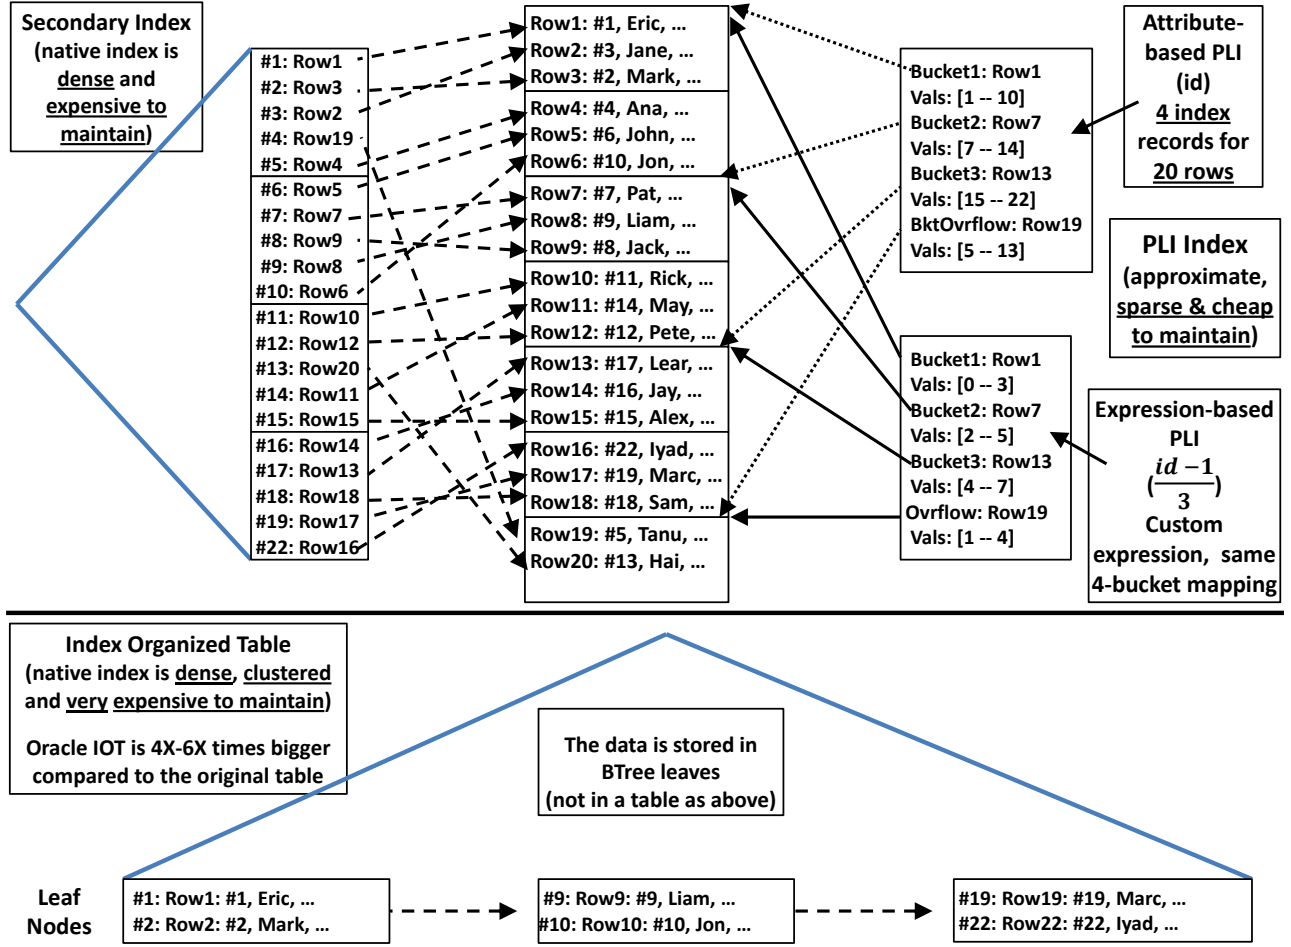 Secondary Index
(native index is
dense and
expensive to
maintain)
#1: Row1
#2: Row3
#3: Row2
#4: Row19
#5: Row4
#6: Row5
#7: Row7
#8: Row9
#9: Row8
#10: Row6
#11: Row10
#12: Row12
#13: Row20
#14: Row11
#15: Row15
#16: Row14
#17: Row13
#18: Row18
#19: Row17
#22: Row16
Row1: #1, Eric, ...
Row2: #3, Jane, ...
Row3: #2, Mark, ...
Row4: #4, Ana, ...
Row5: #6, John, ...
Row6: #10, Jon, ...
Row7: #7, Pat, ...
Row8: #9, Liam, ...
Row9: #8, Jack, ...
Row10: #11, Rick, ...
Row11: #14, May, ...
Row12: #12, Pete, ...
Row13: #17, Lear, ...
Row14: #16, Jay, ...
Row15: #15, Alex, ...
Row16: #22, Iyad, ...
Row17: #19, Marc, ...
Row18: #18, Sam, ...
Row19: #5, Tanu, ...
Row20: #13, Hai, ...
Bucket1: Row1
Vals: [1 -- 10]
Bucket2: Row7
Vals: [7 -- 14]
Bucket3: Row13
Vals: [15 -- 22]
BktOvrflow: Row19
Vals: [5 -- 13]
Attribute-
based PLI
(id)
4 index
records for
20 rows
PLI Index
(approximate,
sparse & cheap
to maintain)
Bucket1: Row1
Vals: [0 -- 3]
Bucket2: Row7
Vals: [2 -- 5]
Bucket3: Row13
Vals: [4 -- 7]
Ovrflow: Row19
Vals: [1 -- 4]
Expression-based
PLI
(id −1
3)
Custom
expression, same
4-bucket mapping
Index Organized Table
(native index is dense, clustered
and very expensive to maintain)
Oracle IOT is 4X-6X times bigger
compared to the original table
The data is stored in
BTree leaves
(not in a table as above)
Leaf
Nodes
#1: Row1: #1, Eric, ...
#2: Row2: #2, Mark, ...
#9: Row9: #9, Liam, ...
#10: Row10: #10, Jon, ...
#19: Row19: #19, Marc, ...
#22: Row22: #22, Iyad, ...